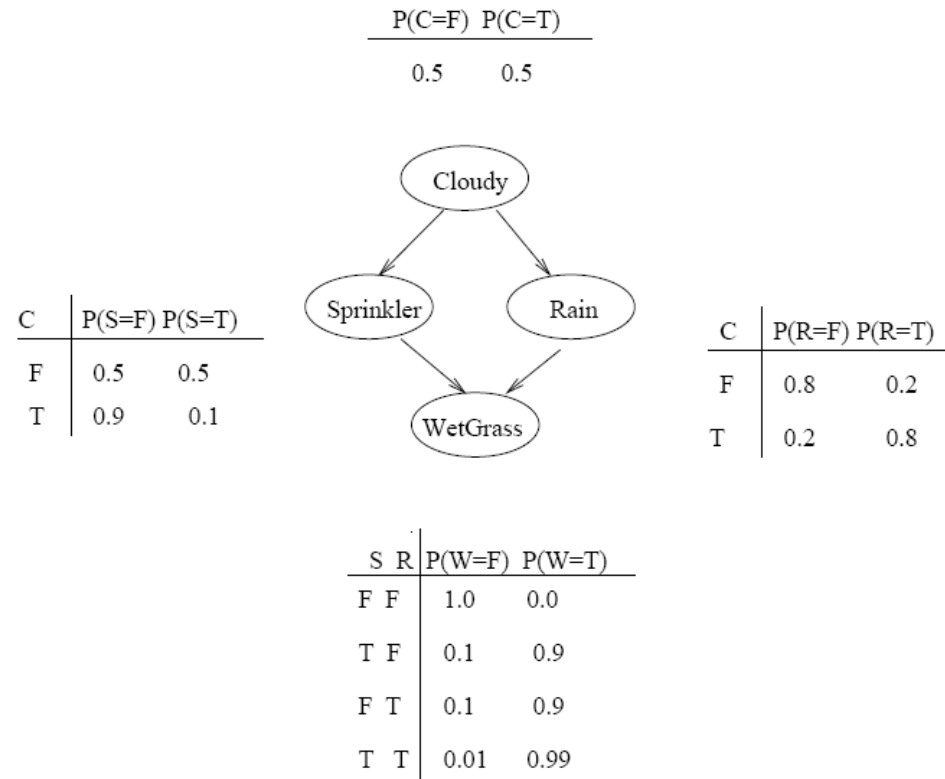 P(C=F) P(C=T)
0.5 0.5
Cloudy
Sprinkler
Rain
WetGrass
C P(S=F) P(S=T)
F 0.5 0.5
T 0.9 0.1
C P(R=F) P(R=T)
F 0.8 0.2
T 0.2 0.8
S R P(W=F) P(W=T)
F F 1.0 0.0
T F 0.1 0.9
F T 0.1 0.9
T T 0.01 0.99